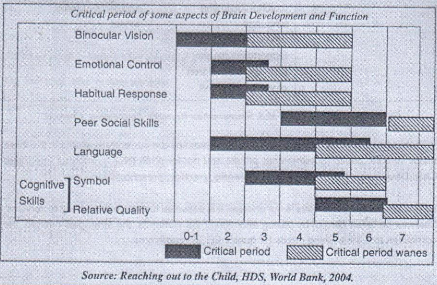 Critical period of some aspects of Brain Development and Function
Binocular Vision
Emotional Control
Habitual Response
Peer Social Skills
Language
Cognitive Skills
Symbol
Relative Quality
0-1 2 3 4 5 6 7
Critical period Critical period wanes
Source: Reaching out to the Child, HDS, World Bank, 2004.